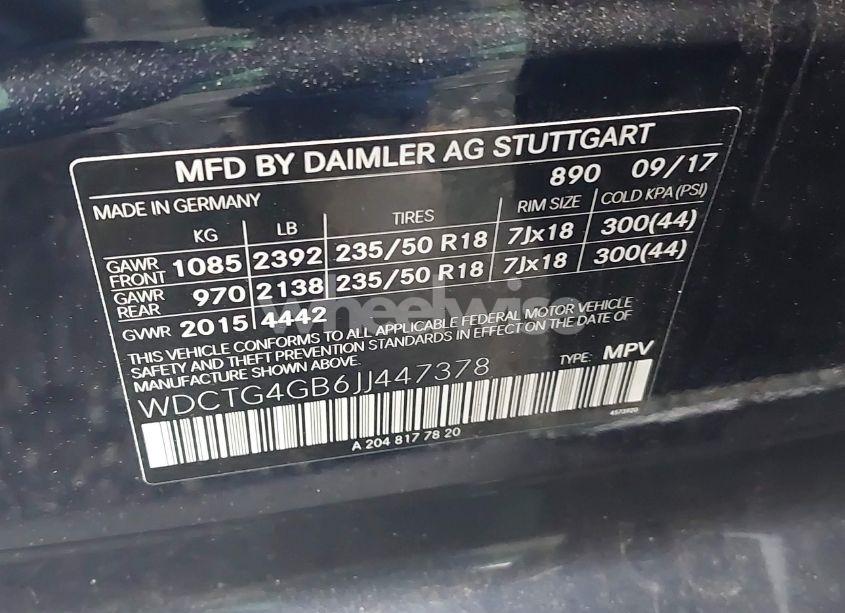 MFD BY DAIMLER AG STUTTGART
890 09/17
MADE IN GERMANY
KG LB TIRES RIM SIZE COLD KPA (PSI)
GAWR FRONT 1085 2392 235/50 R18 7Jx18 300(44)
GAWR REAR 970 2138 235/50 R18 7Jx18 300(44)
GVWR 2015 4442
THIS VEHICLE CONFORMS TO ALL APPLICABLE FEDERAL MOTOR VEHICLE
SAFETY AND THEFT PREVENTION STANDARDS IN EFFECT ON THE DATE OF
MANUFACTURE SHOWN ABOVE.
TYPE: MPV
WDCTG4GB6JJ447378
A 204 817 78 20
4573920
wheelwise